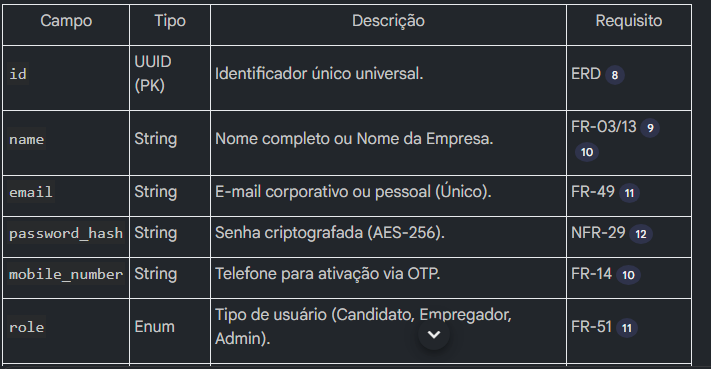 Campo Tipo Descrição Requisito
id UUID (PK) Identificador único universal. ERD 8
name String Nome completo ou Nome da Empresa. FR-03/13 9 10
email String E-mail corporativo ou pessoal (Único). FR-49 11
password_hash String Senha criptografada (AES-256). NFR-29 12
mobile_number String Telefone para ativação via OTP. FR-14 10
role Enum Tipo de usuário (Candidato, Empregador, Admin). FR-51 11